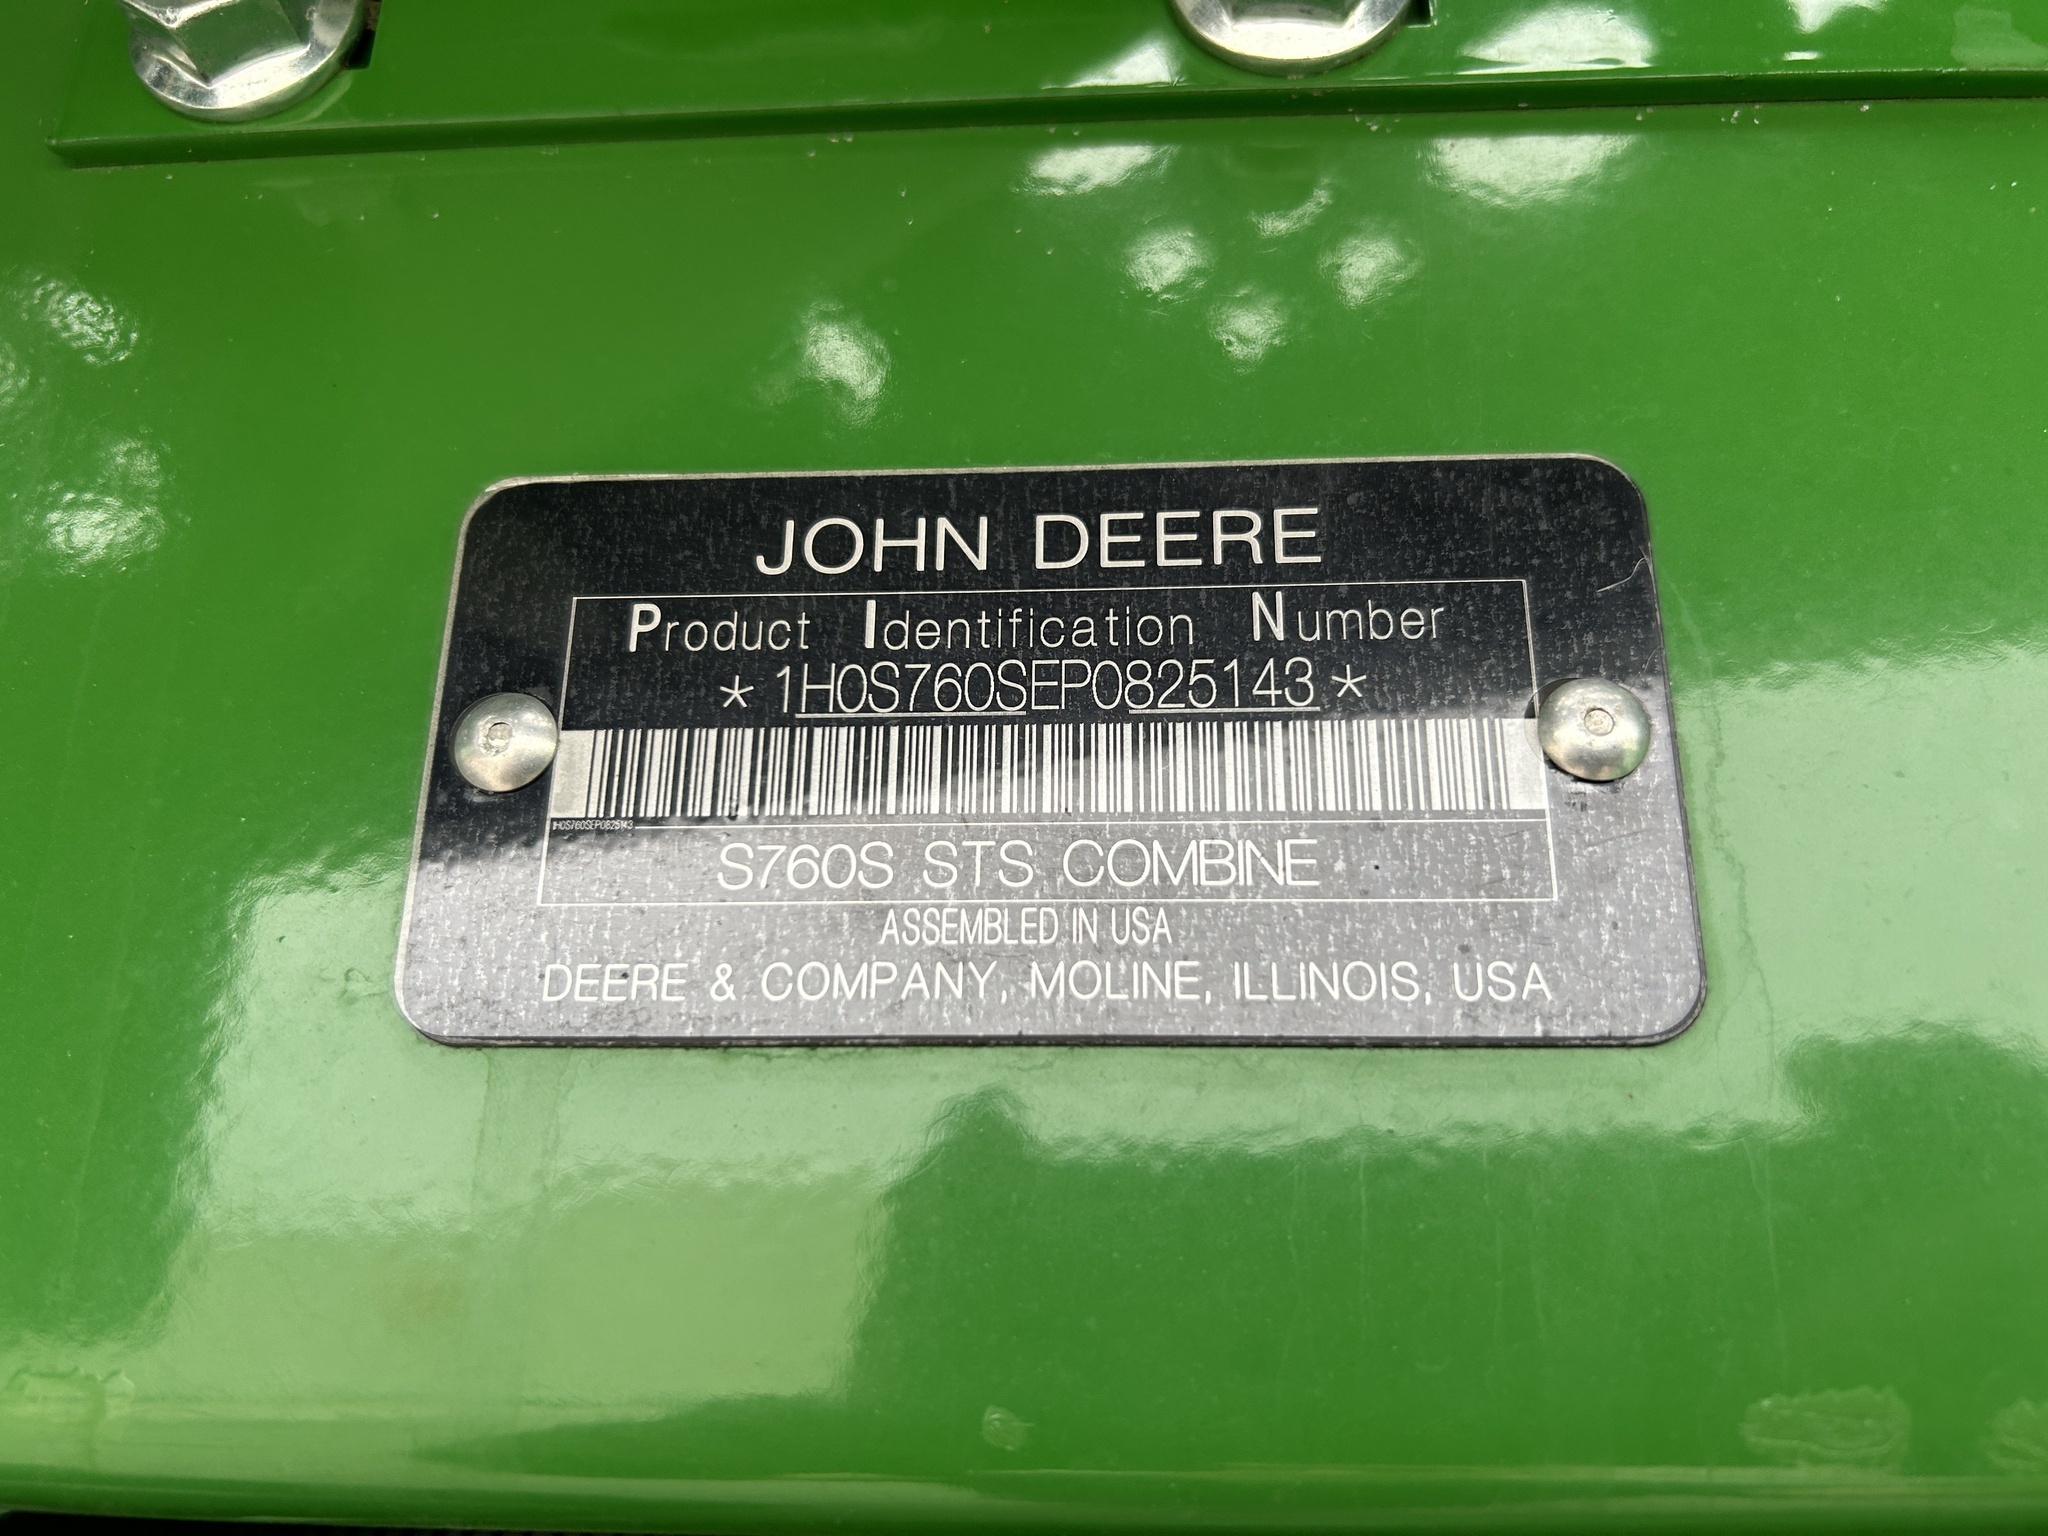 JOHN DEERE
Product Identification Number
*1H0S760SEP0825143*
1H0S760SEP0825143
S760S STS COMBINE
ASSEMBLED IN USA
DEERE & COMPANY, MOLINE, ILLINOIS, USA